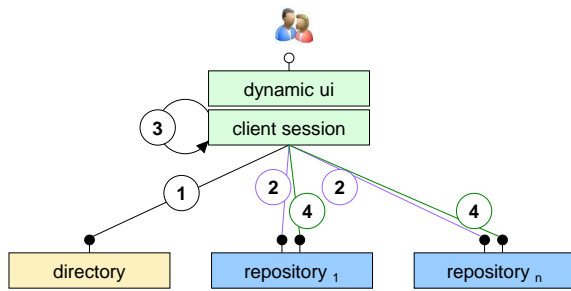 dynamic ui
client session
3
1
2
2
4
4
directory
repository 1
repository n